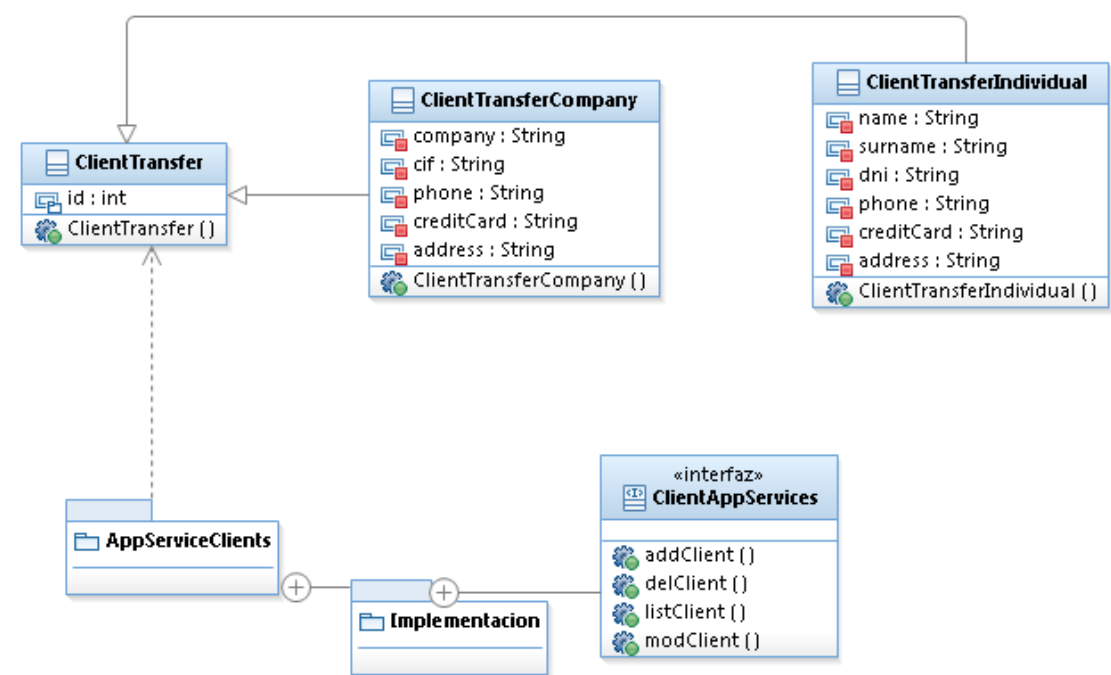 ClientTransfer
id : int
ClientTransfer ()
ClientTransferCompany
company : String
cif : String
phone : String
creditCard : String
address : String
ClientTransferCompany ()
ClientTransferIndividual
name : String
surname : String
dni : String
phone : String
creditCard : String
address : String
ClientTransferIndividual ()
AppServiceClients
Implementacion
«interfaz»
<I> ClientAppServices
addClient ()
delClient ()
listClient ()
modClient ()